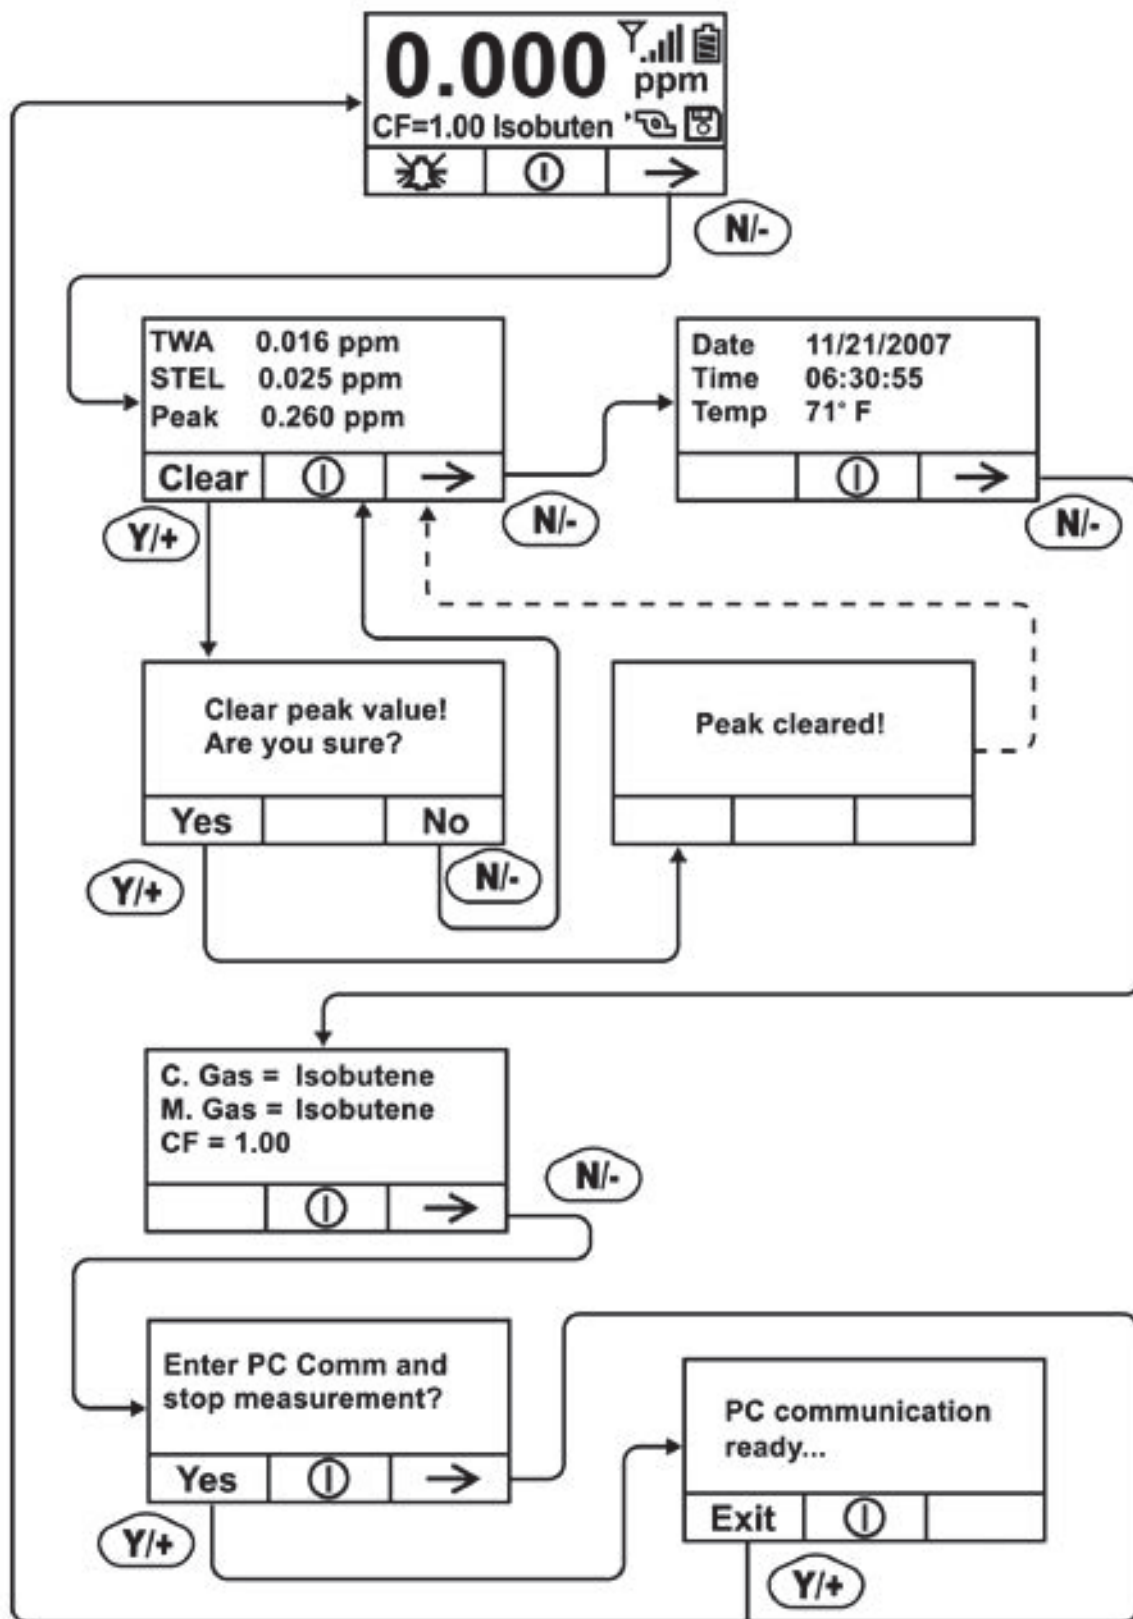 0.000
ppm
CF=1.00 Isobuten
N/-
TWA 0.016 ppm
STEL 0.025 ppm
Peak 0.260 ppm
Clear
Y/+
N/-
Date 11/21/2007
Time 06:30:55
Temp 71° F
N/-
Clear peak value!
Are you sure?
Yes No
Y/+
N/-
Peak cleared!
C. Gas = Isobutene
M. Gas = Isobutene
CF = 1.00
N/-
Enter PC Comm and
stop measurement?
Yes
Y/+
PC communication
ready...
Exit
Y/+